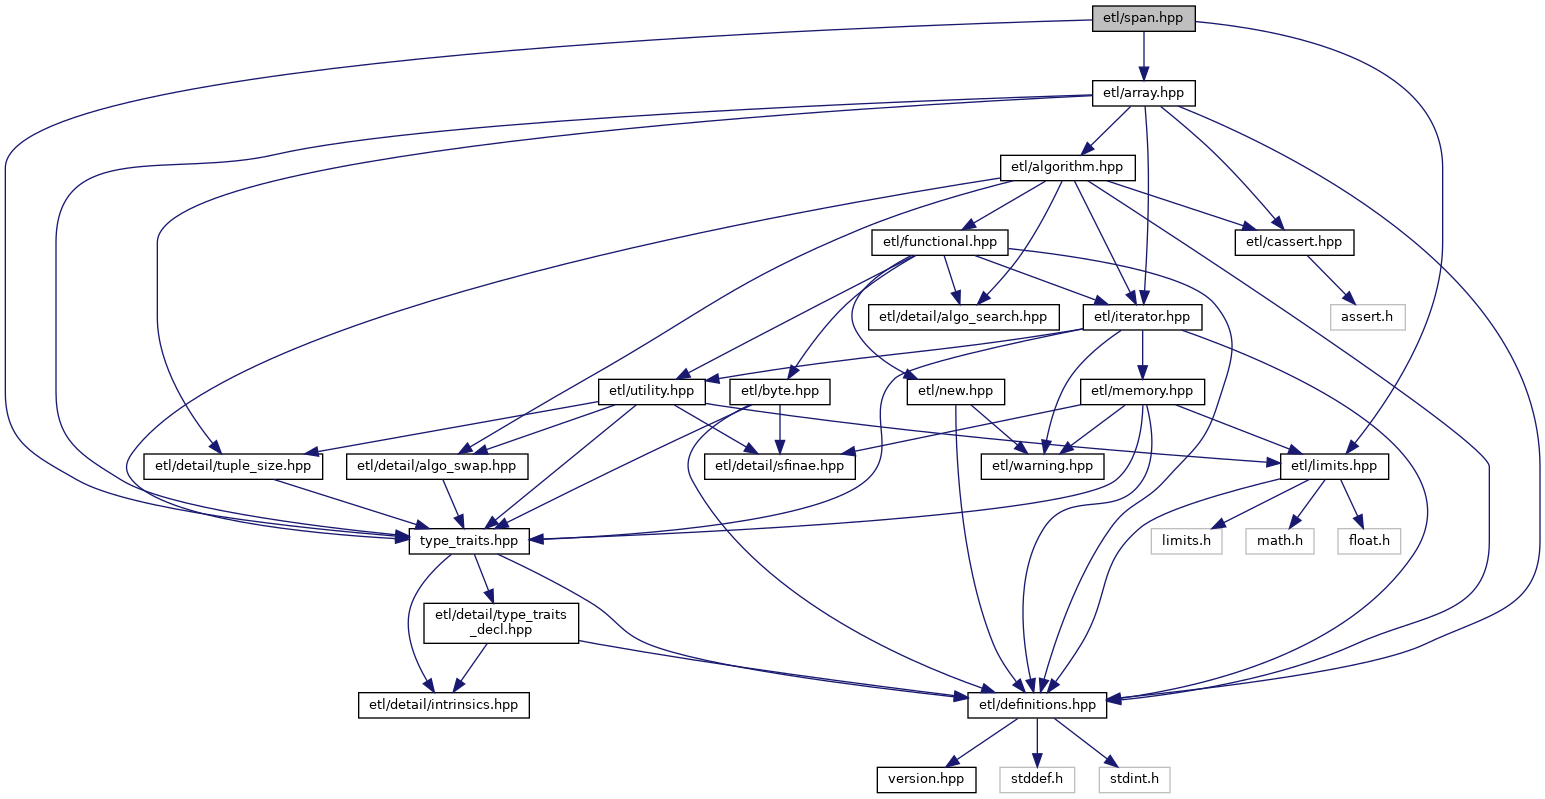 etl/span.hpp
etl/array.hpp
etl/algorithm.hpp
etl/functional.hpp
etl/cassert.hpp
etl/detail/algo_search.hpp
etl/iterator.hpp
assert.h
etl/utility.hpp
etl/byte.hpp
etl/new.hpp
etl/memory.hpp
etl/detail/tuple_size.hpp
etl/detail/algo_swap.hpp
etl/detail/sfinae.hpp
etl/warning.hpp
etl/limits.hpp
type_traits.hpp
limits.h
math.h
float.h
etl/detail/type_traits
_decl.hpp
etl/detail/intrinsics.hpp
etl/definitions.hpp
version.hpp
stddef.h
stdint.h